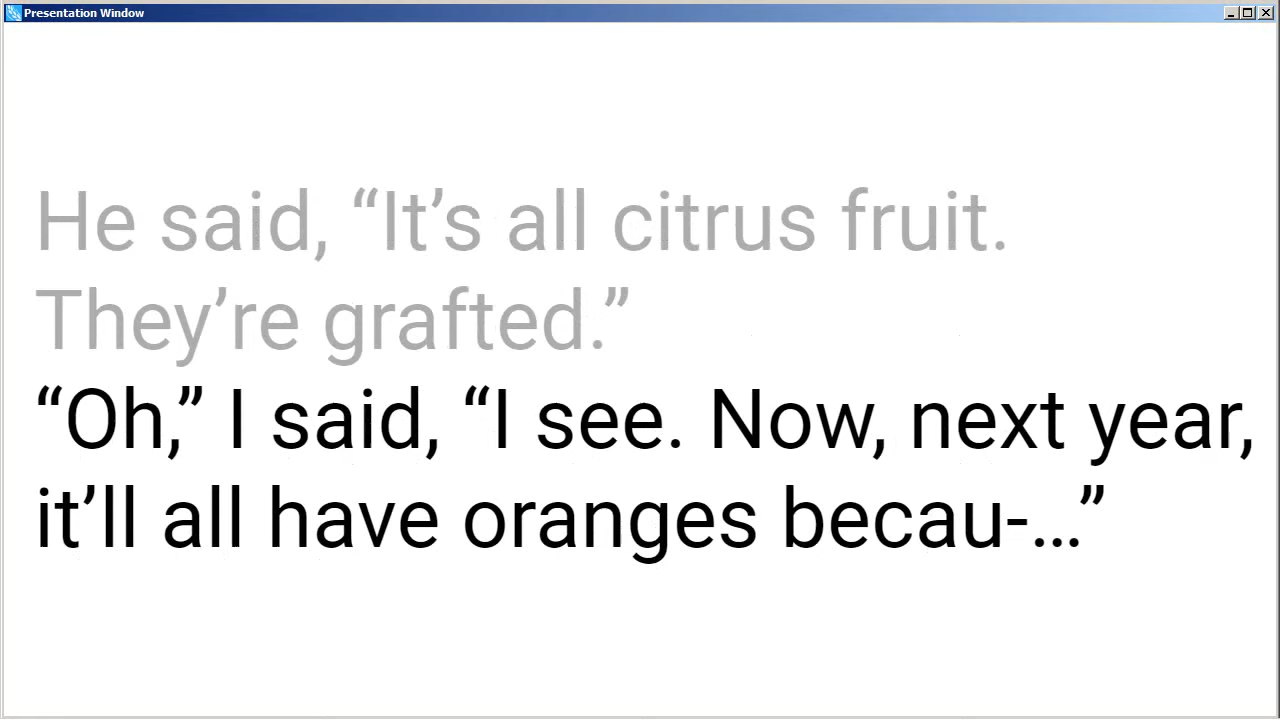 Presentation Window
He said, “It’s all citrus fruit.
They’re grafted.”
“Oh,” I said, “I see. Now, next year,
it’ll all have oranges becau-…”